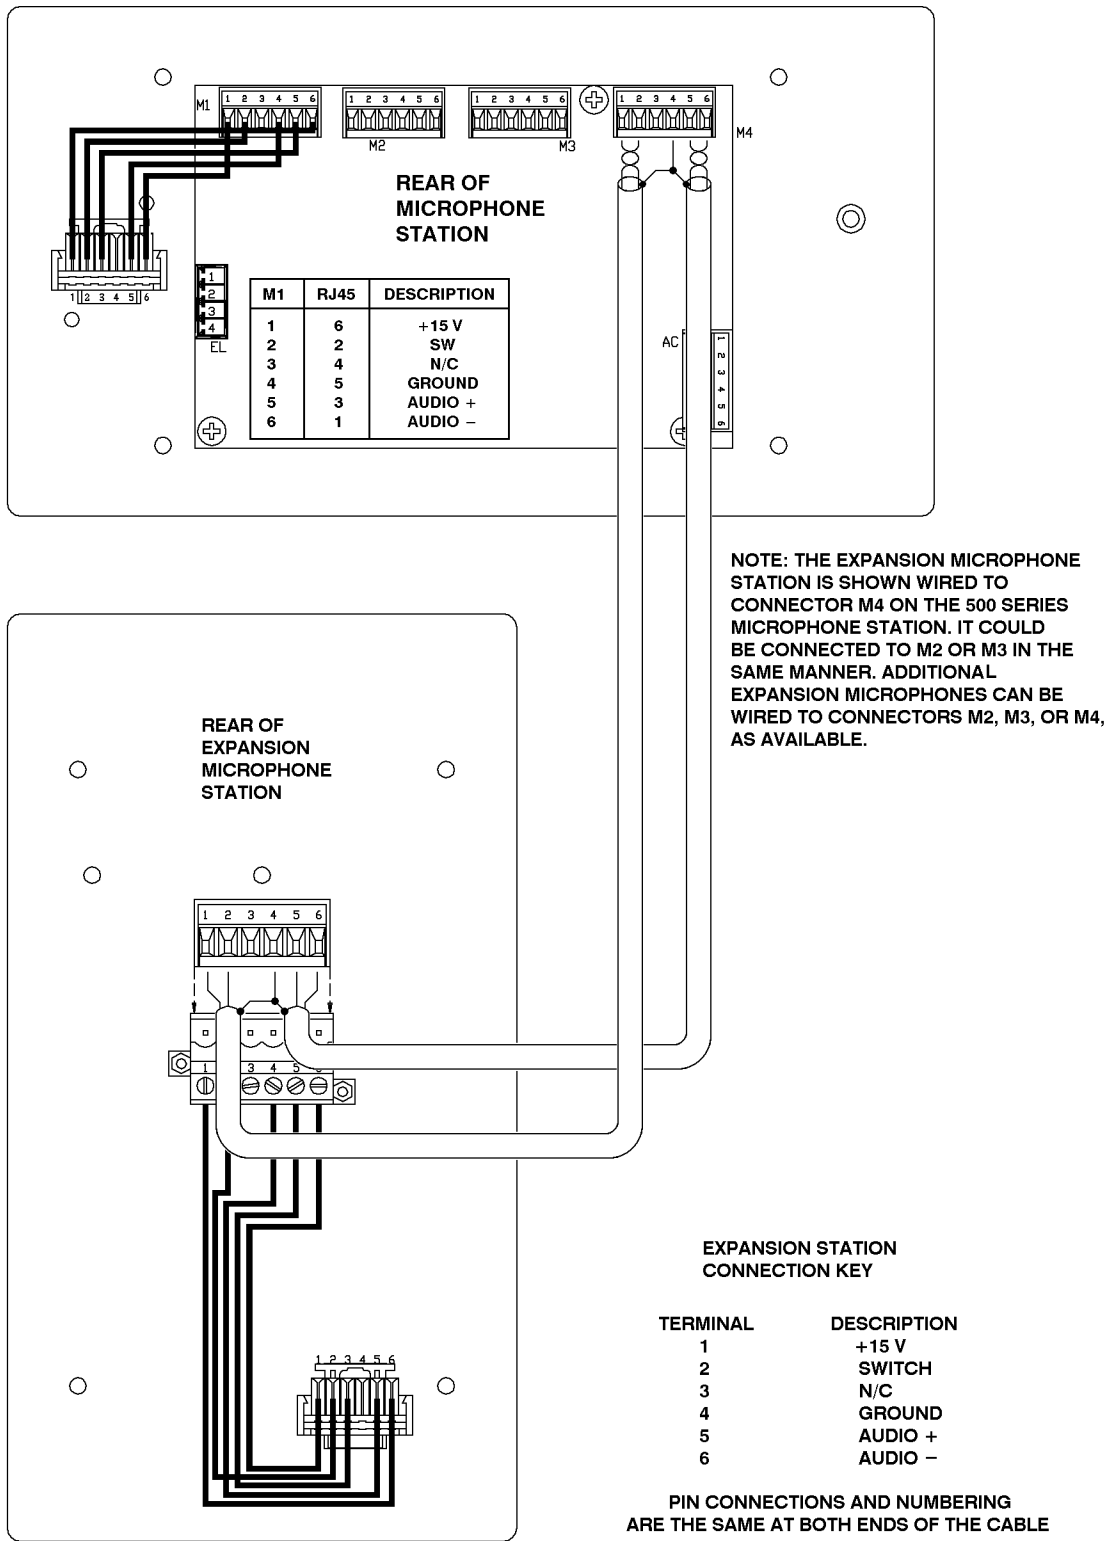 M1
1 2 3 4 5 6
1 2 3 4 5 6
1 2 3 4 5 6
1 2 3 4 5 6
M2
M3
M4
REAR OF
MICROPHONE
STATION
1 2 3 4 5 6
1
2
3
4
EL
M1 RJ45 DESCRIPTION
1 6 +15 V
2 2 SW
3 4 N/C
4 5 GROUND
5 3 AUDIO +
6 1 AUDIO −
AC
1
2
3
4
5
6
NOTE: THE EXPANSION MICROPHONE
STATION IS SHOWN WIRED TO
CONNECTOR M4 ON THE 500 SERIES
MICROPHONE STATION. IT COULD
BE CONNECTED TO M2 OR M3 IN THE
SAME MANNER. ADDITIONAL
EXPANSION MICROPHONES CAN BE
WIRED TO CONNECTORS M2, M3, OR M4,
AS AVAILABLE.
REAR OF
EXPANSION
MICROPHONE
STATION
1 2 3 4 5 6
1 3 4 5
1 2 3 4 5 6
EXPANSION STATION
CONNECTION KEY
TERMINAL DESCRIPTION
1 +15 V
2 SWITCH
3 N/C
4 GROUND
5 AUDIO +
6 AUDIO −
PIN CONNECTIONS AND NUMBERING
ARE THE SAME AT BOTH ENDS OF THE CABLE